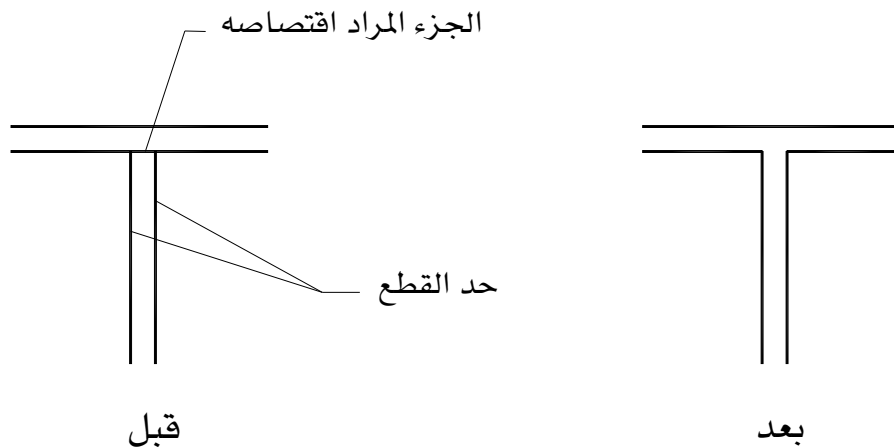 الجزء المراد اقتصاصه
حد القطع
قبل
بعد